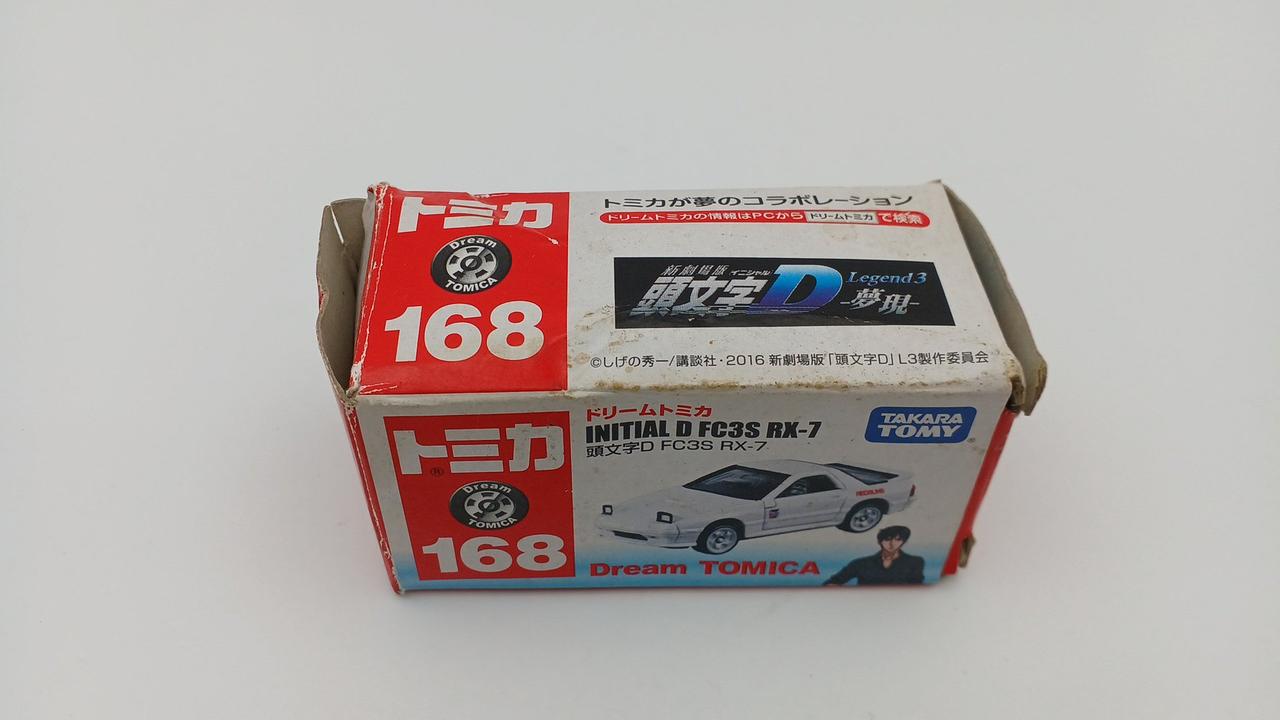 トミカ
Dream
TOMICA
168
トミカが夢のコラボレーション
ドリームトミカの情報はPCから ドリームトミカ で検索
新劇場版 イニシャル
頭文字D Legend3
-夢現-
©しげの秀一/講談社・2016 新劇場版「頭文字D」L3製作委員会
トミカ®
Dream
TOMICA
168
ドリームトミカ
INITIAL D FC3S RX-7
頭文字D FC3S RX-7
TAKARA
TOMY®
REDSUNS
Dream TOMICA